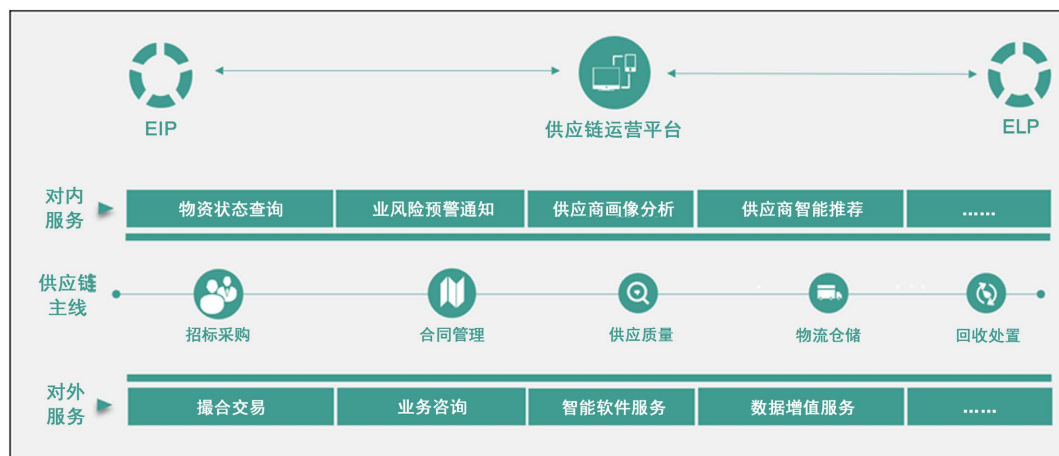 EIP
供应链运营平台
ELP
对内
服务
物资状态查询
业风险预警通知
供应商画像分析
供应商智能推荐
……
供应链
主线
招标采购
合同管理
供应质量
物流仓储
回收处置
对外
服务
撮合交易
业务咨询
智能软件服务
数据增值服务
……